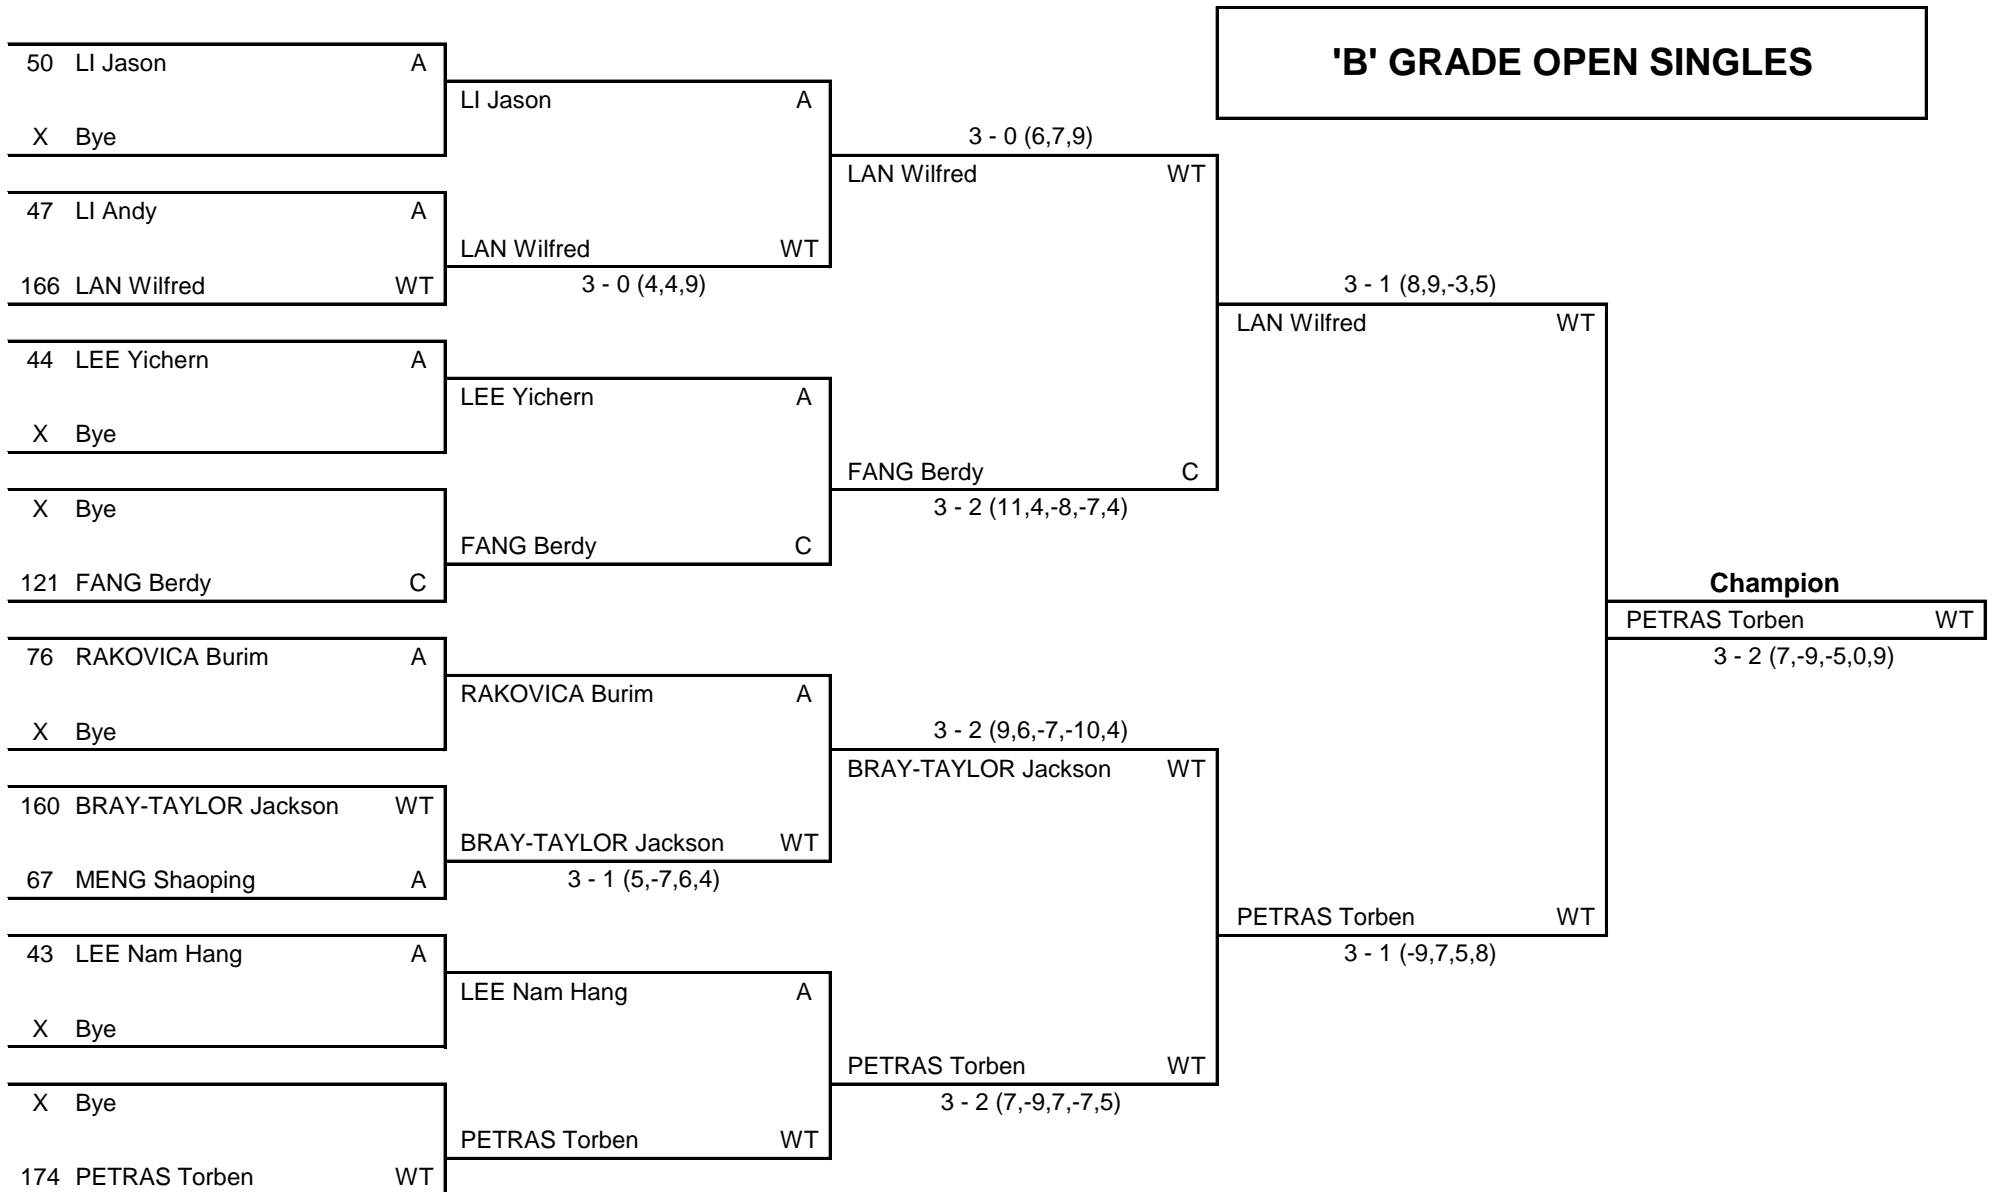 'B' GRADE OPEN SINGLES
50 LI Jason A
LI Jason A
X Bye
3 - 0 (6,7,9)
LAN Wilfred WT
47 LI Andy A
LAN Wilfred WT
166 LAN Wilfred WT
3 - 0 (4,4,9)
3 - 1 (8,9,-3,5)
LAN Wilfred WT
44 LEE Yichern A
LEE Yichern A
X Bye
FANG Berdy C
3 - 2 (11,4,-8,-7,4)
X Bye
FANG Berdy C
121 FANG Berdy C
Champion
PETRAS Torben WT
3 - 2 (7,-9,-5,0,9)
76 RAKOVICA Burim A
RAKOVICA Burim A
X Bye
3 - 2 (9,6,-7,-10,4)
BRAY-TAYLOR Jackson WT
160 BRAY-TAYLOR Jackson WT
BRAY-TAYLOR Jackson WT
67 MENG Shaoping A
3 - 1 (5,-7,6,4)
PETRAS Torben WT
3 - 1 (-9,7,5,8)
43 LEE Nam Hang A
LEE Nam Hang A
X Bye
PETRAS Torben WT
3 - 2 (7,-9,7,-7,5)
X Bye
PETRAS Torben WT
174 PETRAS Torben WT